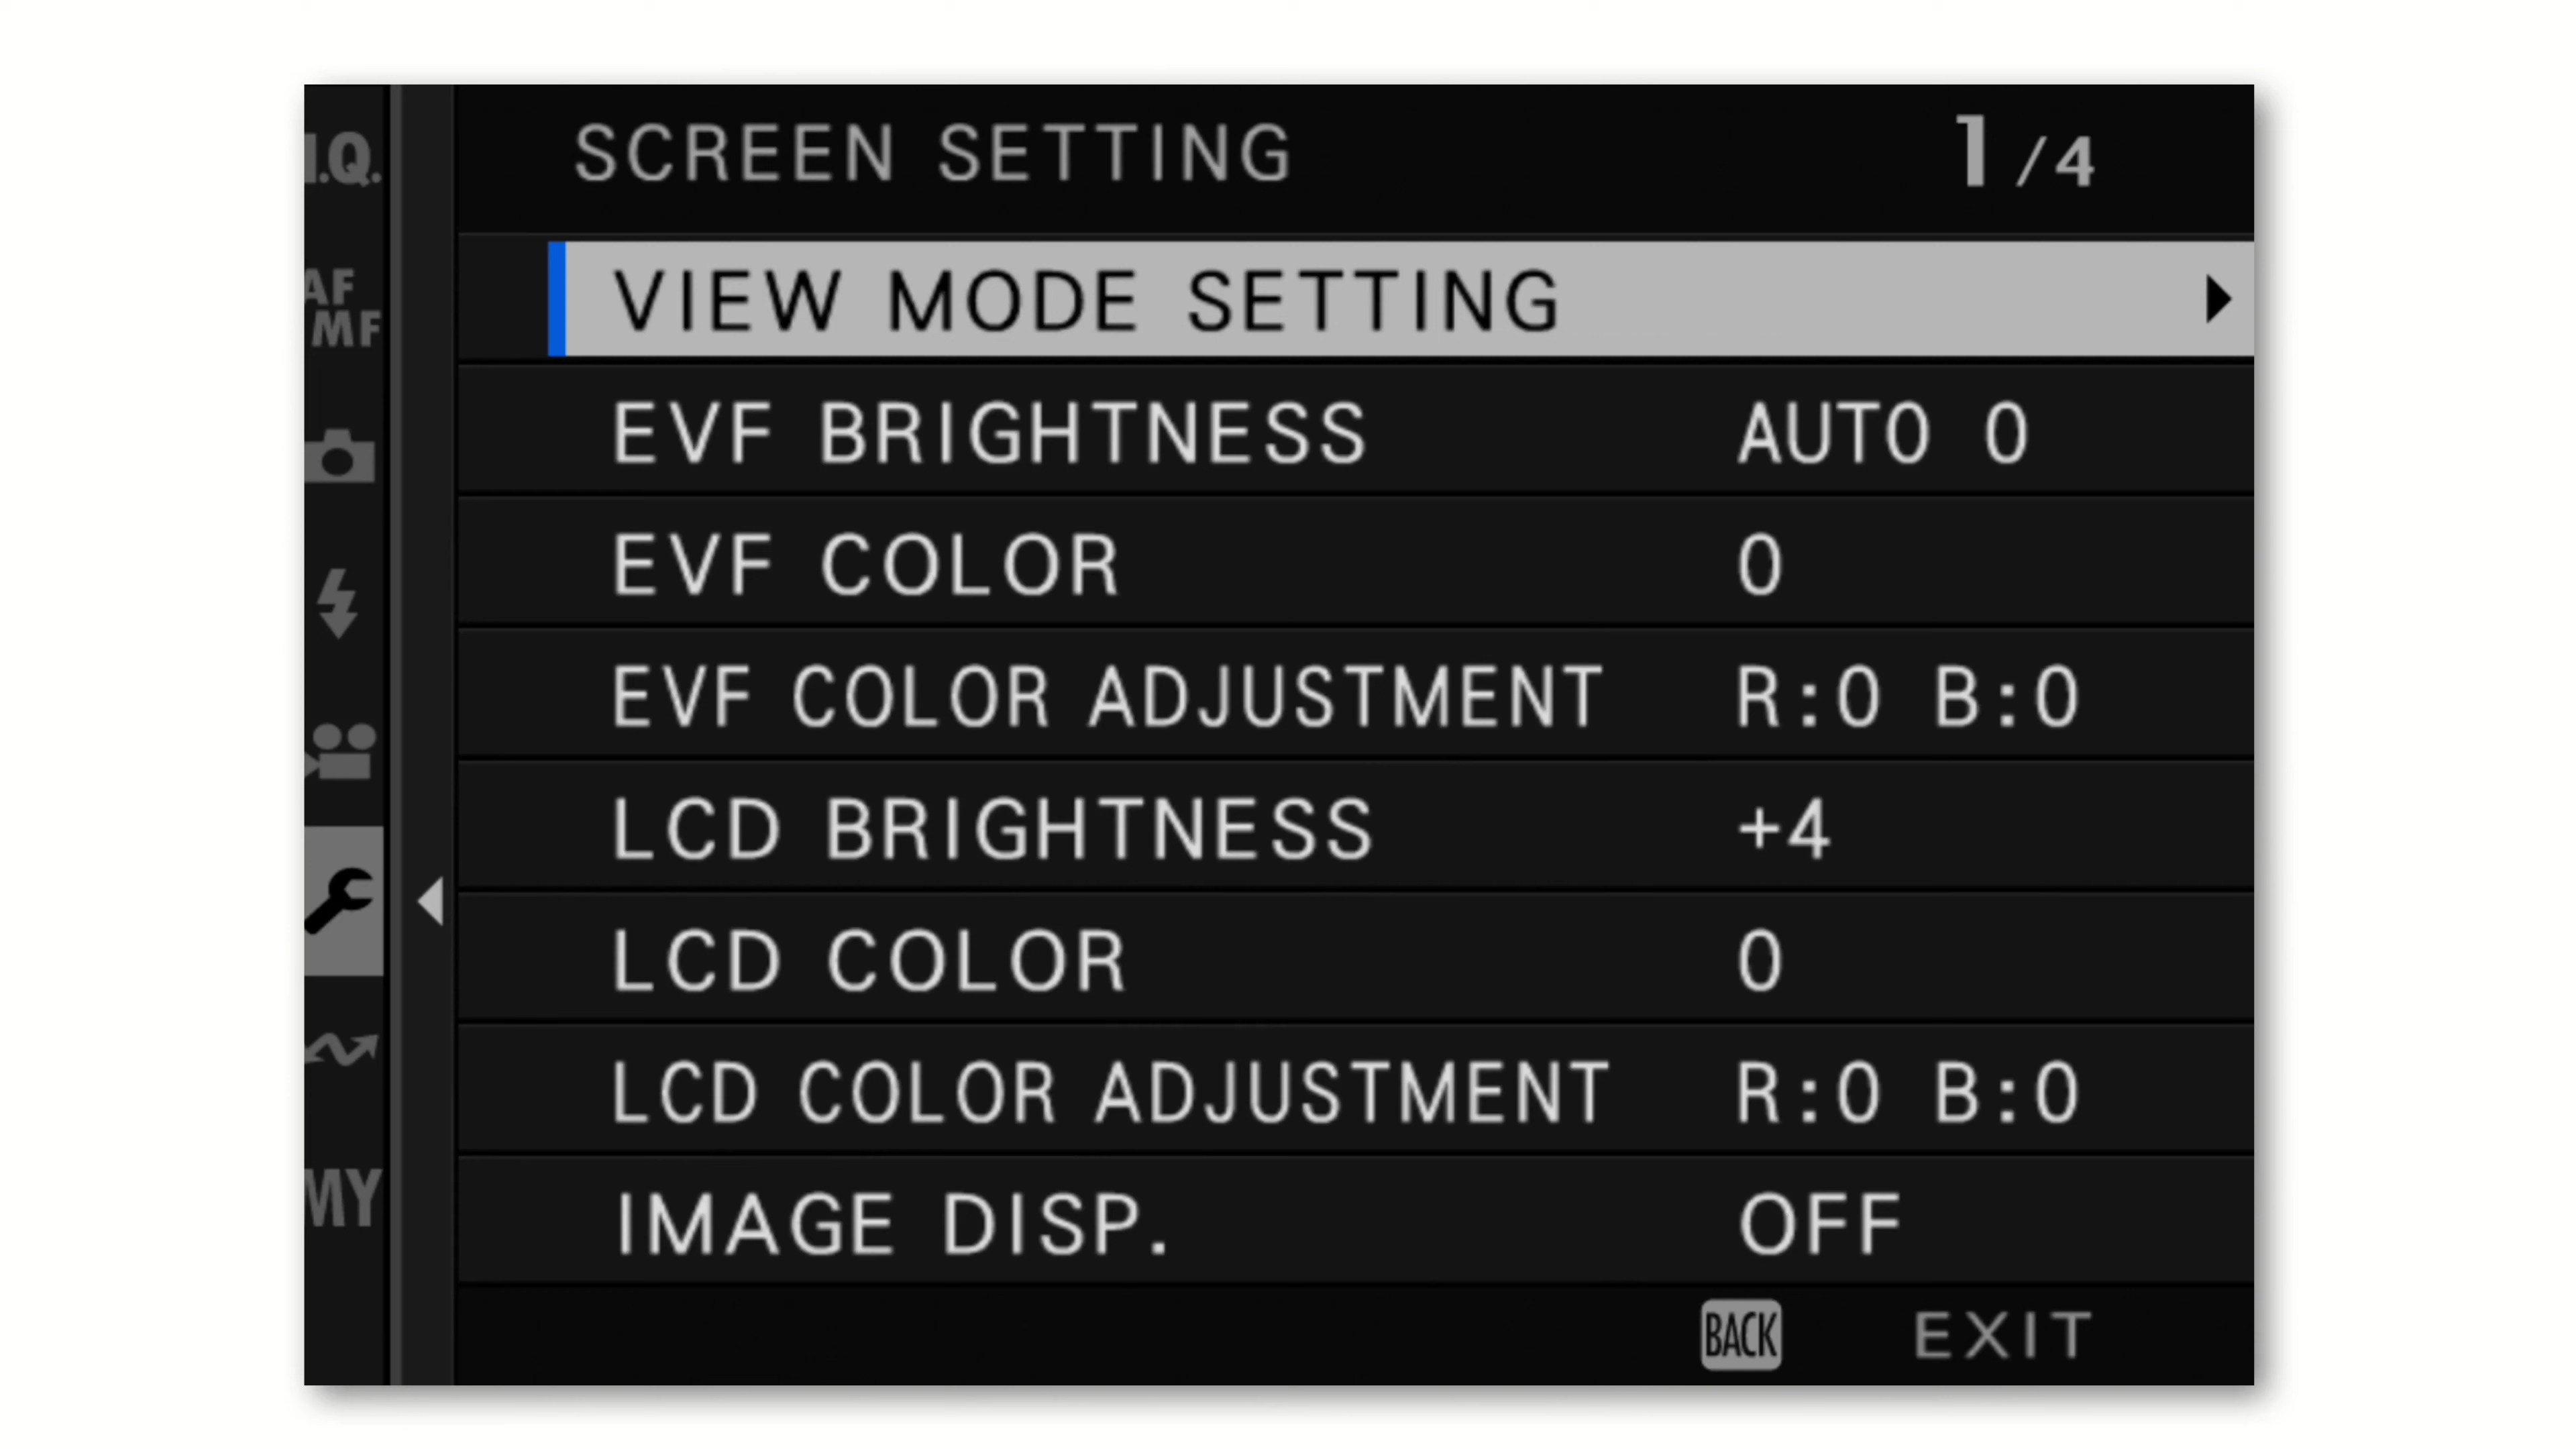 I.Q.
AF
MF
MY
SCREEN SETTING 1/4
VIEW MODE SETTING
EVF BRIGHTNESS AUTO 0
EVF COLOR 0
EVF COLOR ADJUSTMENT R:0 B:0
LCD BRIGHTNESS +4
LCD COLOR 0
LCD COLOR ADJUSTMENT R:0 B:0
IMAGE DISP. OFF
BACK EXIT